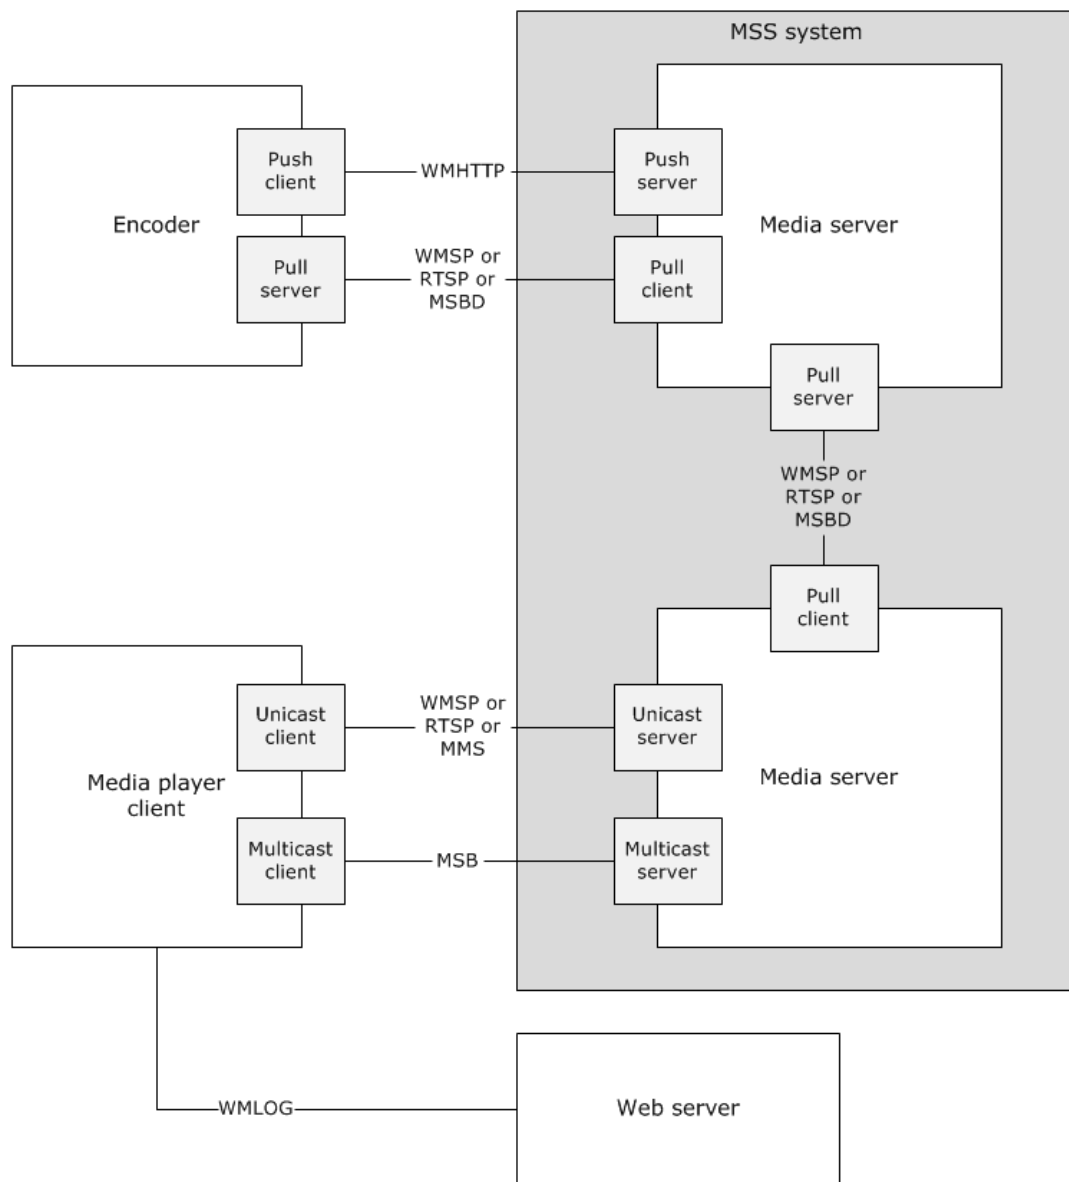 MSS system
Push
client
WMHTTP
Push
server
Encoder
Media server
Pull
server
WMSP or
RTSP or
MSBD
Pull
client
Pull
server
WMSP or
RTSP or
MSBD
Pull
client
Unicast
client
WMSP or
RTSP or
MMS
Unicast
server
Media player
client
Media server
Multicast
client
MSB
Multicast
server
WMLOG
Web server